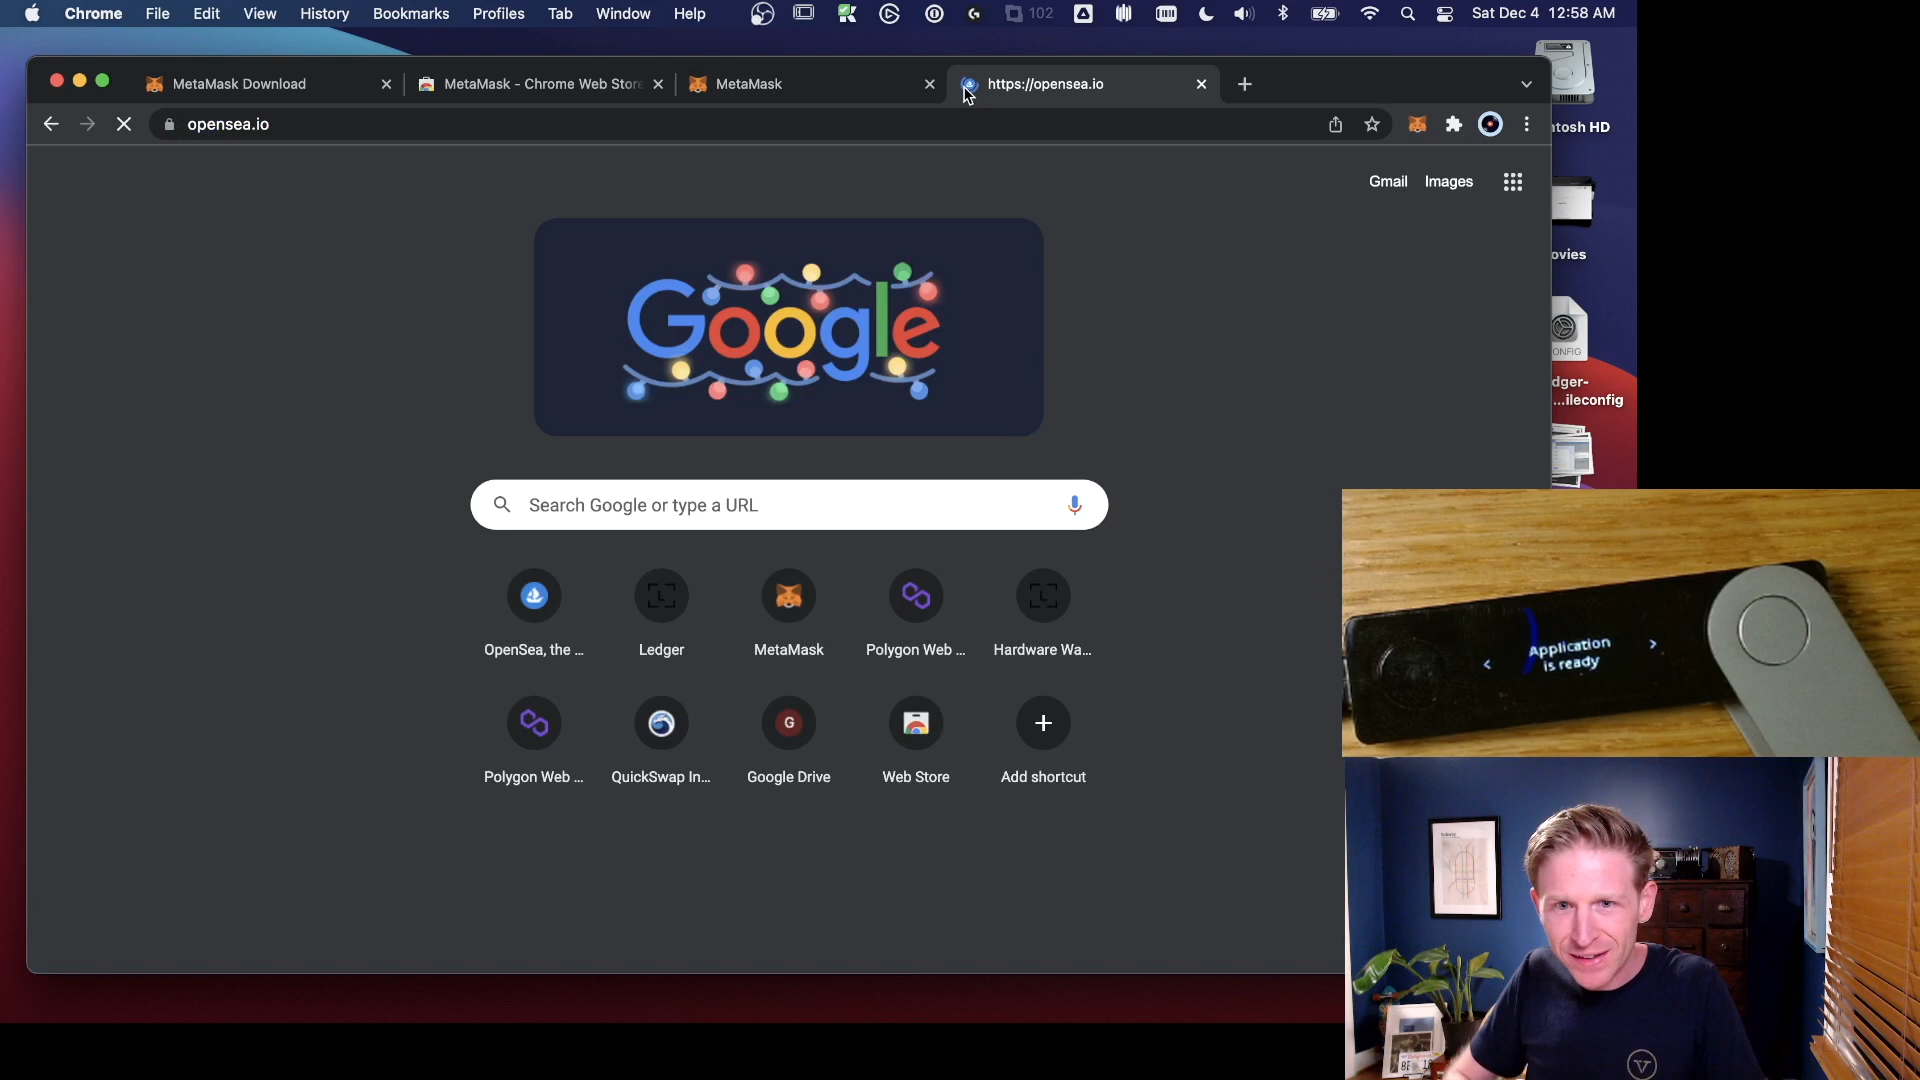 Chrome File Edit View History Bookmarks Profiles Tab Window Help 102 Sat Dec 4 12:58 AM
MetaMask Download MetaMask - Chrome Web Store MetaMask https://opensea.io
opensea.io
Gmail Images
Google
Search Google or type a URL
OpenSea, the ... Ledger MetaMask Polygon Web ... Hardware Wa...
Polygon Web ... QuickSwap In... Google Drive Web Store Add shortcut
G
ntosh HD
ovies
ONFIG
dger-
...ileconfig
Application
is ready